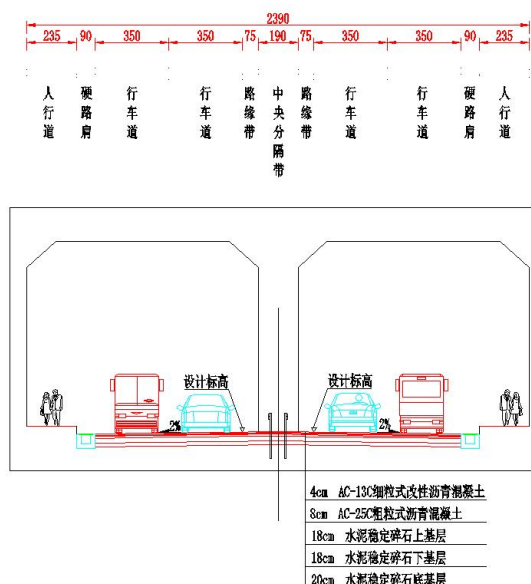 2390
235 90 350 350 75 190 75 350 350 90 235
人行道
硬路肩
行车道
行车道
路缘带
中央分隔带
路缘带
行车道
行车道
硬路肩
人行道
设计标高
设计标高
2%
2%
4cm AC-13C细粒式改性沥青混凝土
8cm AC-25C粗粒式沥青混凝土
18cm 水泥稳定碎石上基层
18cm 水泥稳定碎石下基层
20cm 水泥稳定碎石底基层